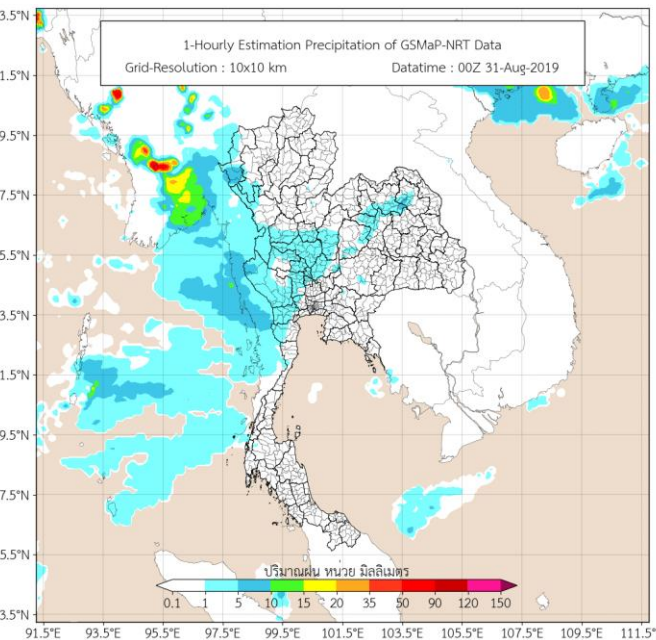 1-Hourly Estimation Precipitation of GSMaP-NRT Data
Grid-Resolution : 10x10 km Datatime : 00Z 31-Aug-2019
3.5°N
1.5°N
9.5°N
7.5°N
5.5°N
3.5°N
1.5°N
9.5°N
7.5°N
5.5°N
3.5°N
ปริมาณฝน หน่วย มิลลิเมตร
0.1 1 5 10 15 20 35 50 90 120 150
91.5°E 93.5°E 95.5°E 97.5°E 99.5°E 101.5°E 103.5°E 105.5°E 107.5°E 109.5°E 111.5°E